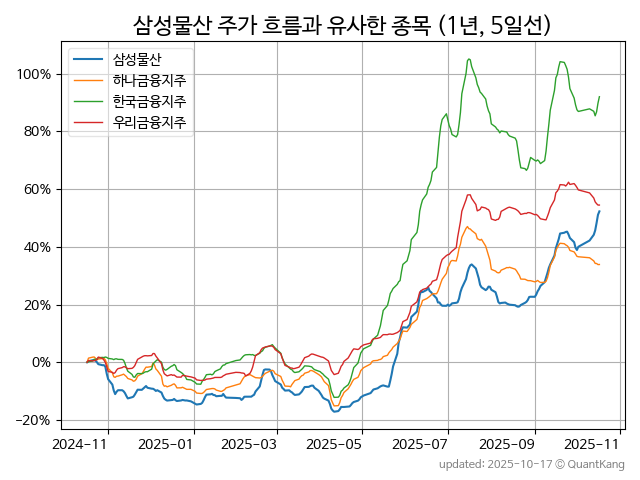 삼성물산 주가 흐름과 유사한 종목 (1년, 5일선)
삼성물산
하나금융지주
한국금융지주
우리금융지주
100%
80%
60%
40%
20%
0%
−20%
2024−11
2025−01
2025−03
2025−05
2025−07
2025−09
2025−11
updated: 2025-10-17 © QuantKang